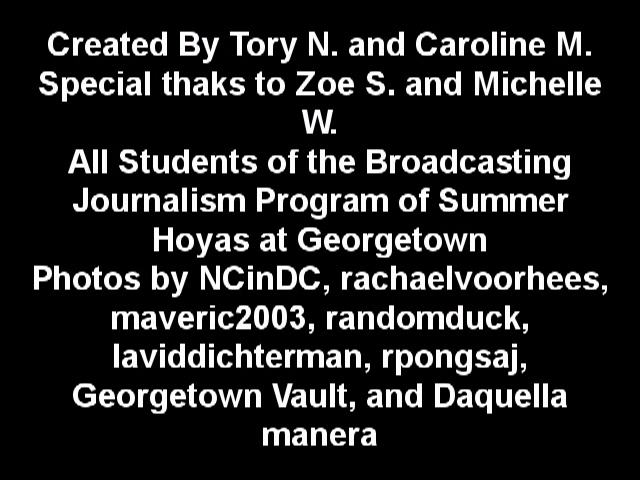 Created By Tory N. and Caroline M.
Special thaks to Zoe S. and Michelle
W.
All Students of the Broadcasting
Journalism Program of Summer
Hoyas at Georgetown
Photos by NCinDC, rachaelvoorhees,
maveric2003, randomduck,
laviddichterman, rpongsaj,
Georgetown Vault, and Daquella
manera